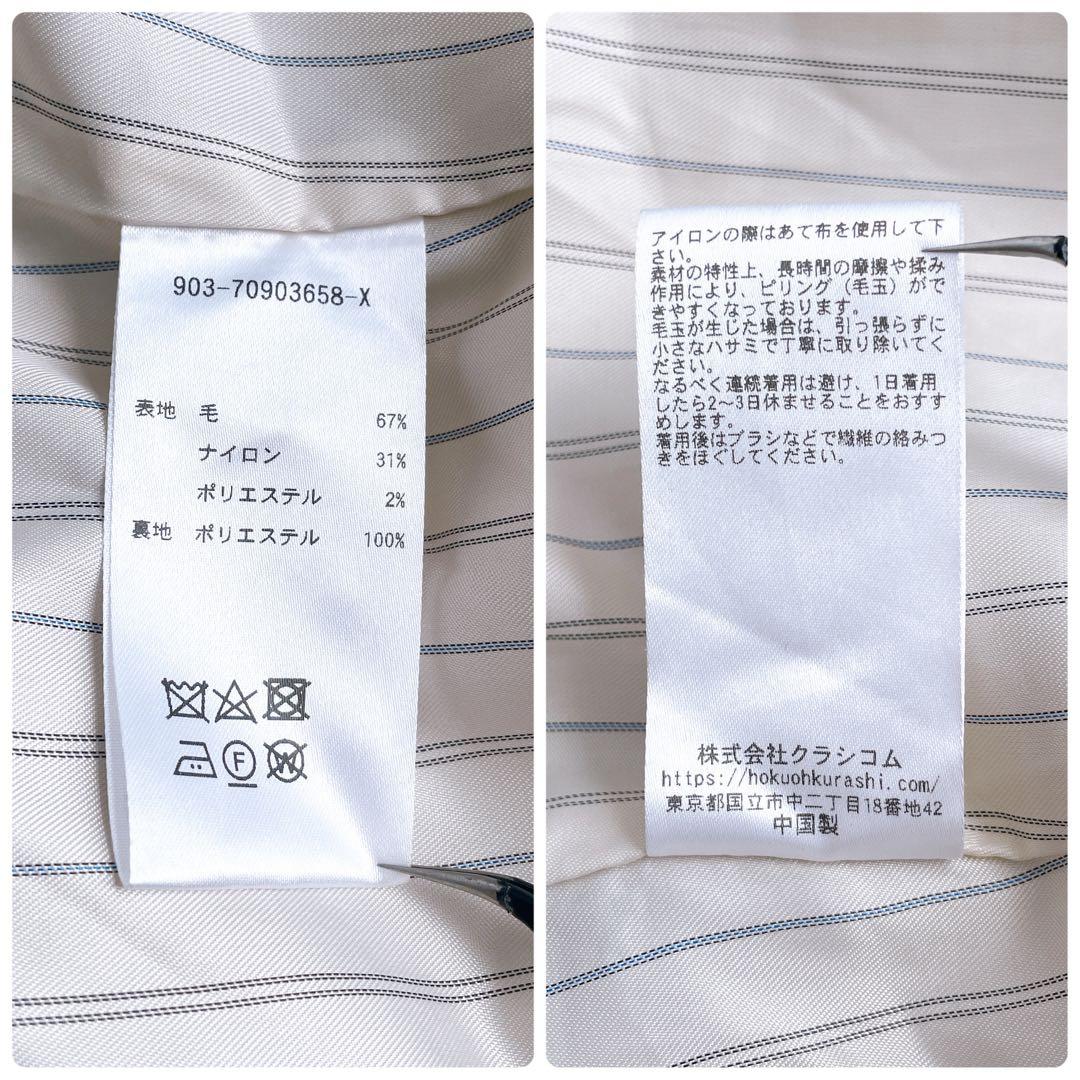 903-70903658-X
表地 毛 67%
ナイロン 31%
ポリエステル 2%
裏地 ポリエステル 100%
F
W
アイロンの際はあて布を使用して下
さい。
素材の特性上、長時間の摩擦や揉み
作用により、ピリング（毛玉）がで
きやすくなっております。
毛玉が生じた場合は、引っ張らずに
小さなハサミで丁寧に取り除いてく
ださい。
なるべく連続着用は避け、1日着用
したら2～3日休ませることをおすす
めします。
着用後はブラシなどで繊維の絡みつ
きをほぐしてください。
株式会社クラシコム
https://hokuohkurashi.com/
東京都国立市中二丁目18番地42
中国製